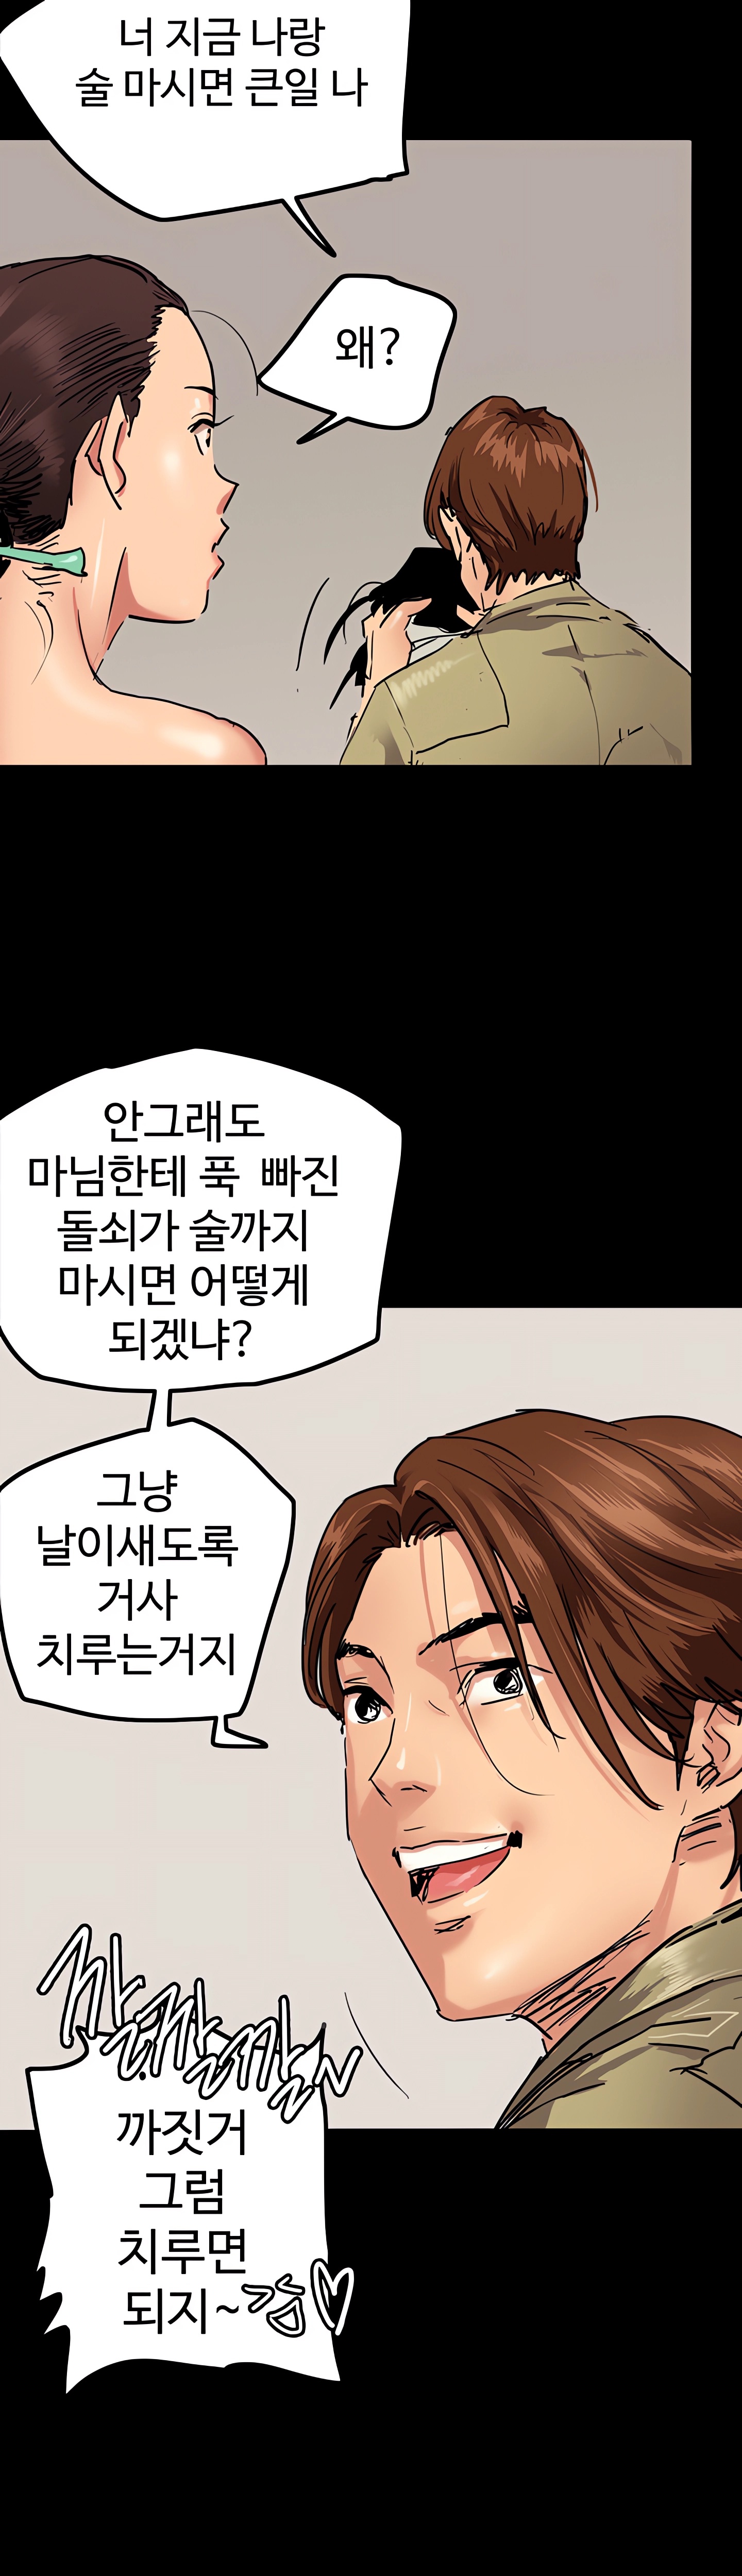 너 지금 나랑
술 마시면 큰일 나
왜?
안그래도
마님한테 푹 빠진
돌쇠가 술까지
마시면 어떻게
되겠냐?
그냥
날이새도록
거사
치루는거지
까르르
까짓거
그럼
치루면
되지~